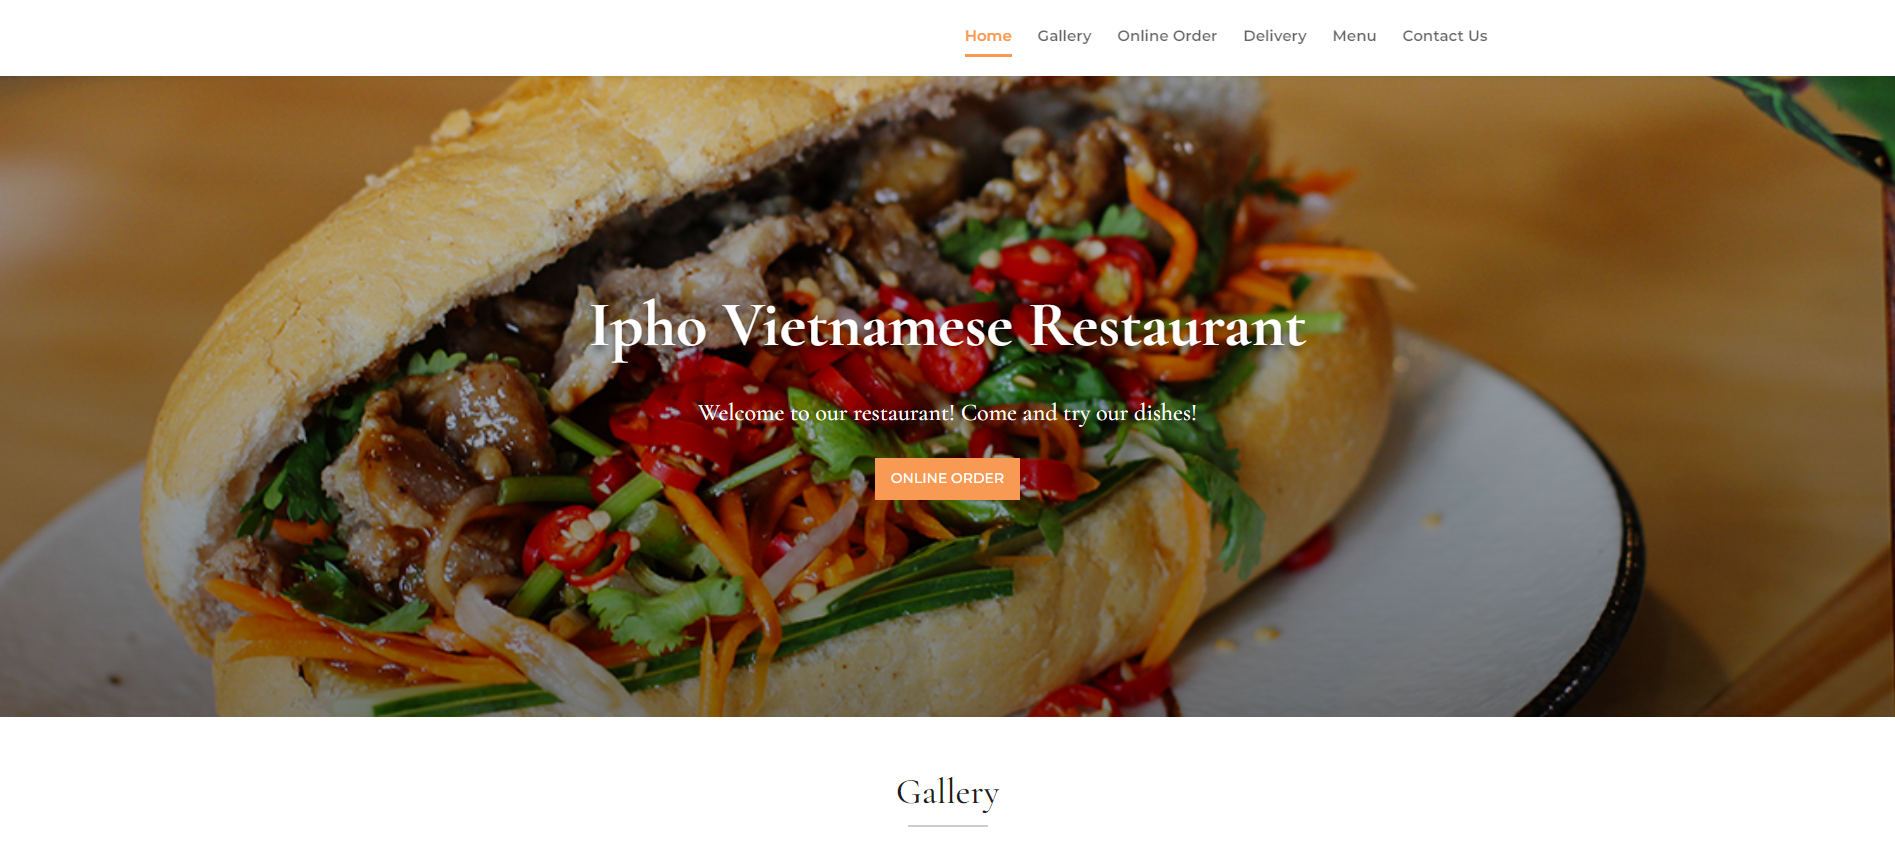 Home Gallery Online Order Delivery Menu Contact Us
Ipho Vietnamese Restaurant
Welcome to our restaurant! Come and try our dishes!
ONLINE ORDER
Gallery